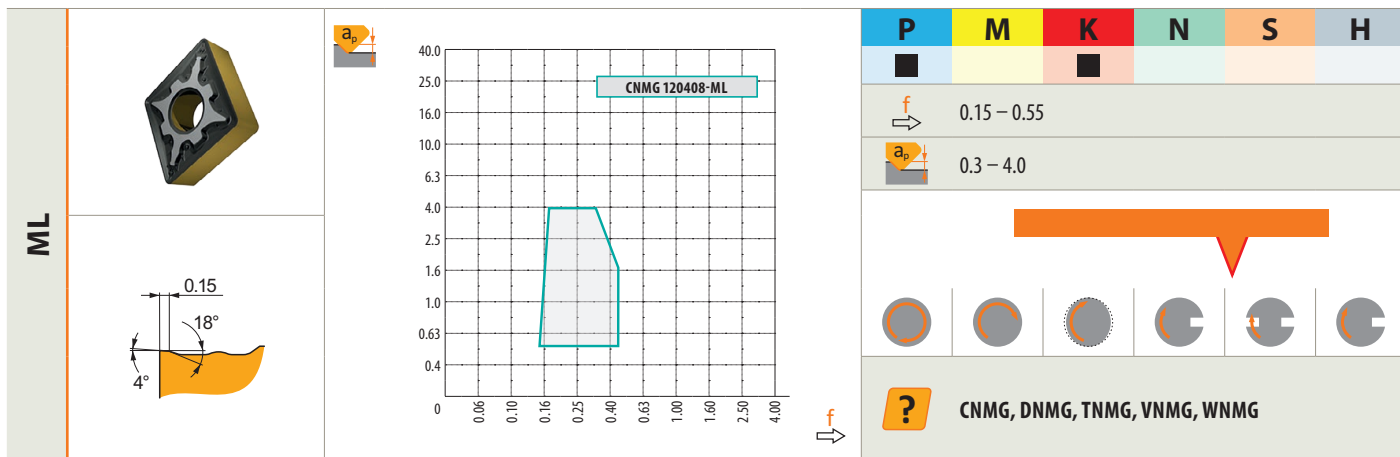 ML
0.15
18°
4°
ap
40.0
25.0
16.0
10.0
6.3
4.0
2.5
1.6
1.0
0.63
0.4
0
CNMG 120408-ML
0.06 0.10 0.16 0.25 0.40 0.63 1.00 1.60 2.50 4.00
f
P M K N S H
f 0.15 – 0.55
ap 0.3 – 4.0
? CNMG, DNMG, TNMG, VNMG, WNMG